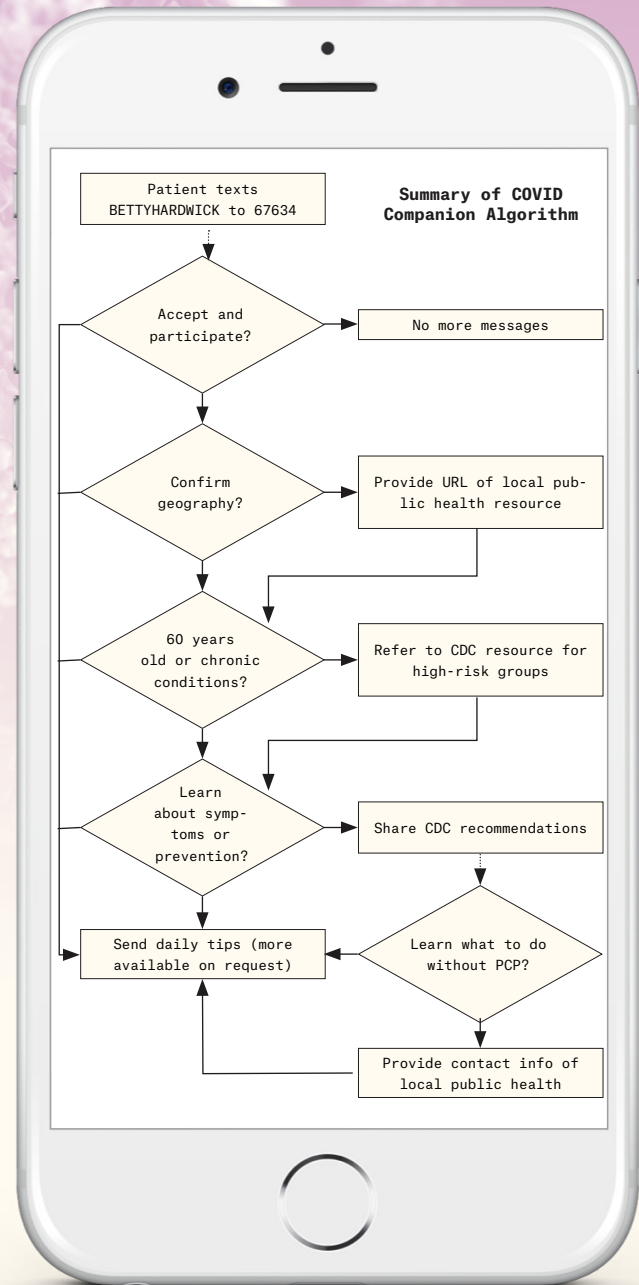 Patient texts
BETTYHARDWICK to 67634
Summary of COVID
Companion Algorithm
Accept and
participate?
No more messages
Confirm
geography?
Provide URL of local pub-
lic health resource
60 years
old or chronic
conditions?
Refer to CDC resource for
high-risk groups
Learn
about symp-
toms or
prevention?
Share CDC recommendations
Send daily tips (more
available on request)
Learn what to do
without PCP?
Provide contact info of
local public health